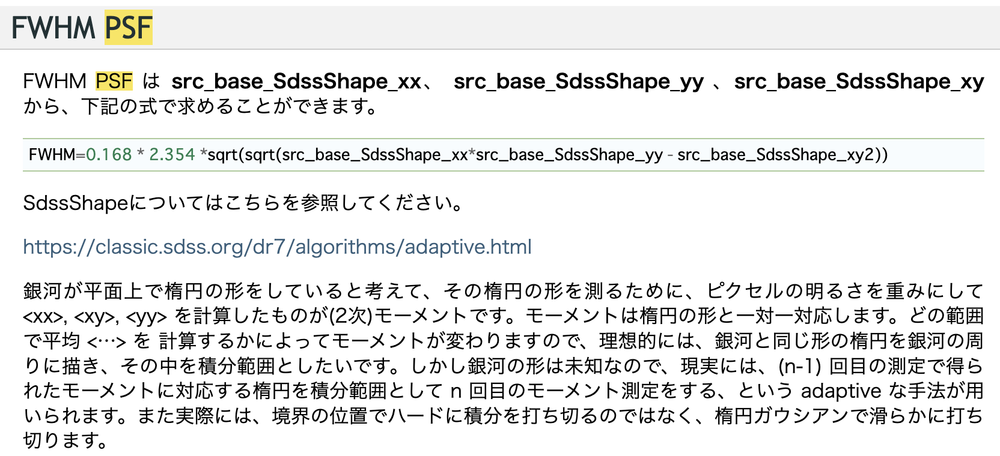 FWHM PSF
FWHM PSF は src_base_SdssShape_xx、 src_base_SdssShape_yy 、src_base_SdssShape_xy
から、下記の式で求めることができます。
FWHM=0.168 * 2.354 *sqrt(sqrt(src_base_SdssShape_xx*src_base_SdssShape_yy - src_base_SdssShape_xy2))
SdssShapeについてはこちらを参照してください。
https://classic.sdss.org/dr7/algorithms/adaptive.html
銀河が平面上で楕円の形をしていると考えて、その楕円の形を測るために、ピクセルの明るさを重みにして
<xx>, <xy>, <yy> を計算したものが(2次)モーメントです。モーメントは楕円の形と一対一対応します。どの範囲
で平均 <…> を 計算するかによってモーメントが変わりますので、理想的には、銀河と同じ形の楕円を銀河の周
りに描き、その中を積分範囲としたいです。しかし銀河の形は未知なので、現実には、(n-1) 回目の測定で得ら
れたモーメントに対応する楕円を積分範囲として n 回目のモーメント測定をする、という adaptive な手法が用
いられます。また実際には、境界の位置でハードに積分を打ち切るのではなく、楕円ガウシアンで滑らかに打ち
切ります。